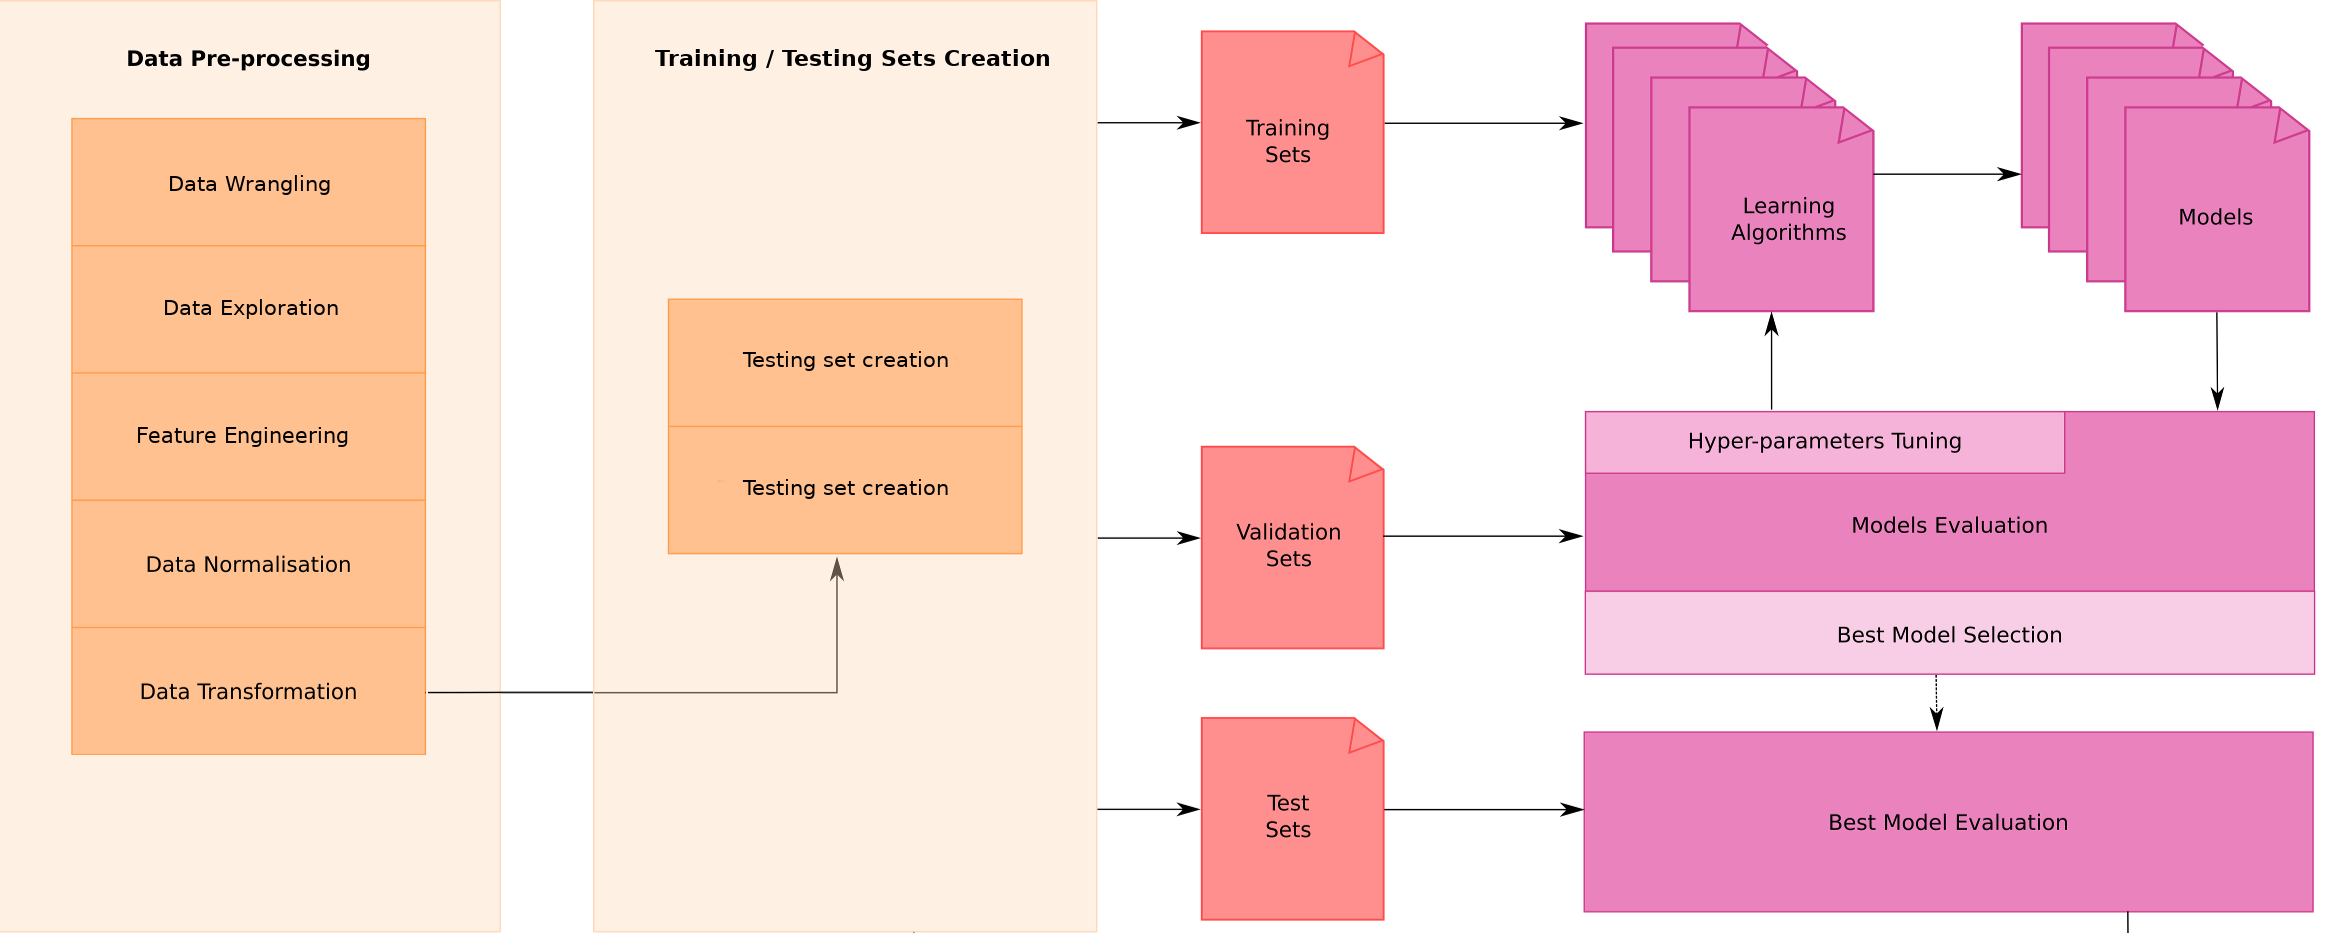 Data Pre-processing
Data Wrangling
Data Exploration
Feature Engineering
Data Normalisation
Data Transformation
Training / Testing Sets Creation
Testing set creation
Testing set creation
Training
Sets
Validation
Sets
Test
Sets
Learning
Algorithms
Models
Hyper-parameters Tuning
Models Evaluation
Best Model Selection
Best Model Evaluation